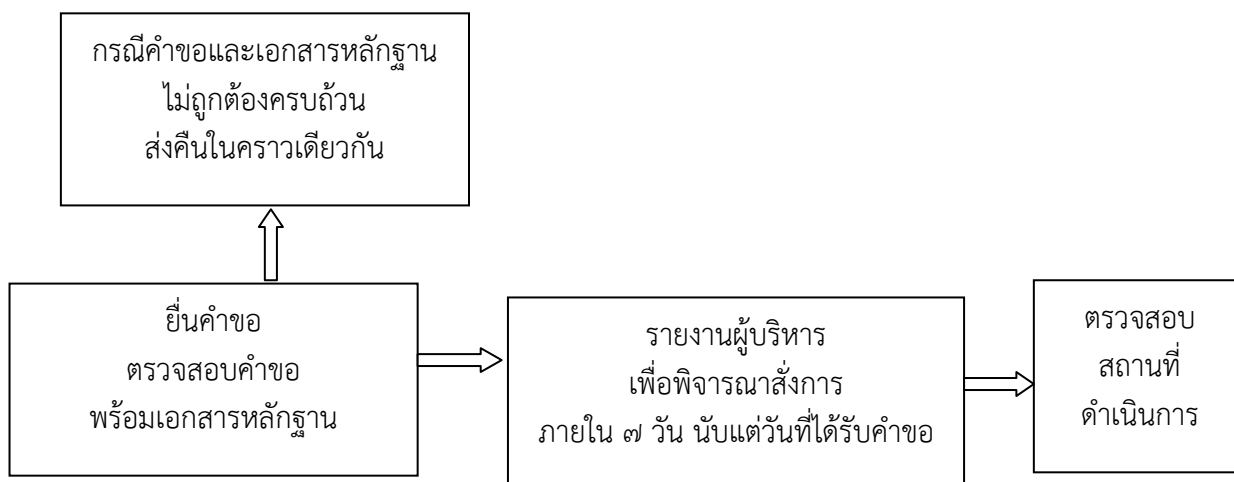 กรณีคำขอและเอกสารหลักฐาน
ไม่ถูกต้องครบถ้วน
ส่งคืนในคราวเดียวกัน
ยื่นคำขอ
ตรวจสอบคำขอ
พร้อมเอกสารหลักฐาน
รายงานผู้บริหาร
เพื่อพิจารณาสั่งการ
ภายใน ๗ วัน นับแต่วันที่ได้รับคำขอ
ตรวจสอบ
สถานที่
ดำเนินการ